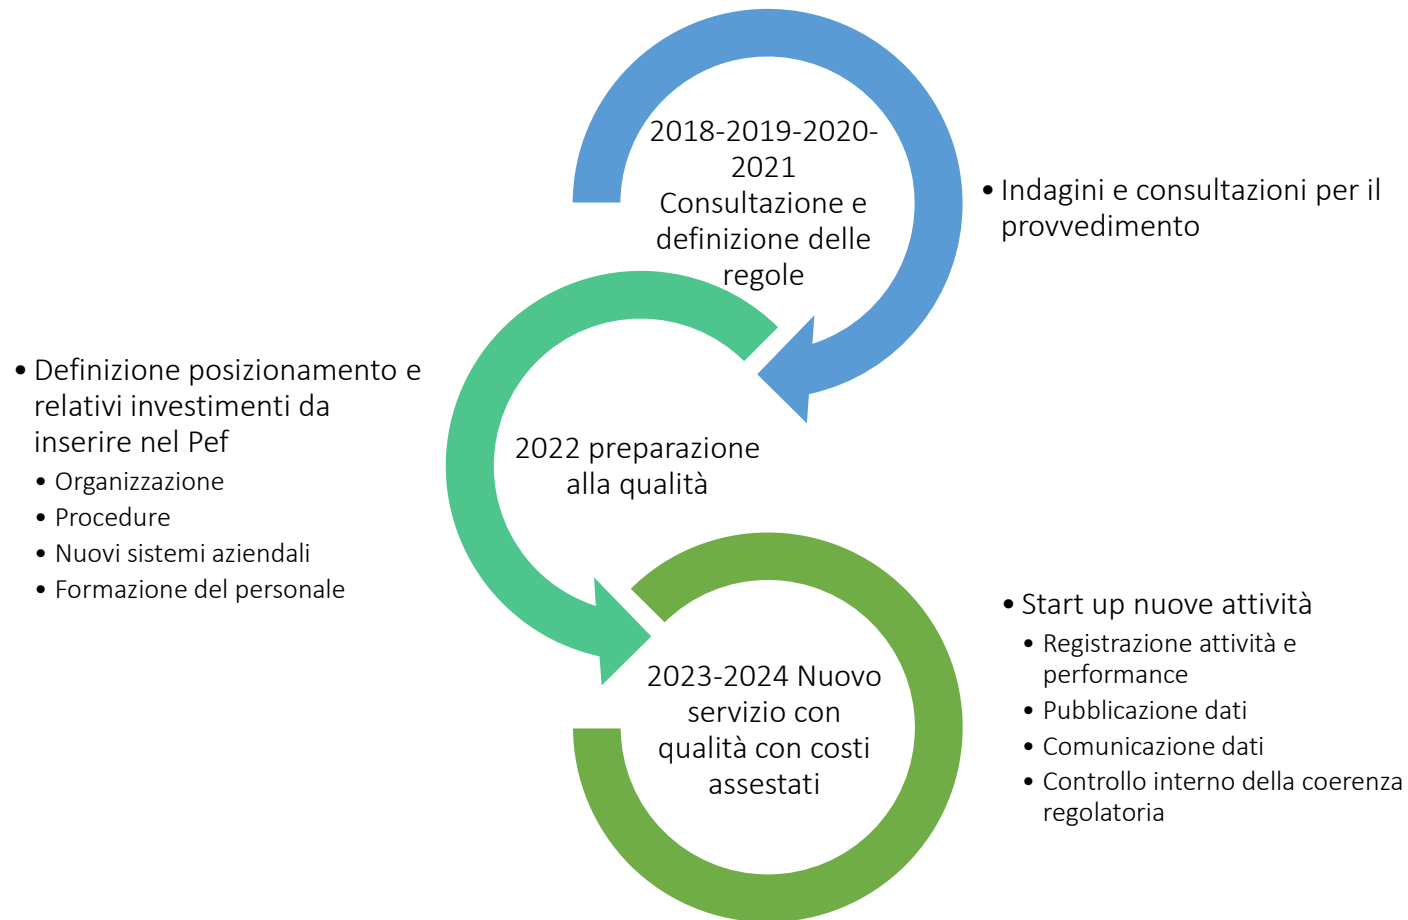 2018-2019-2020-
2021
Consultazione e
definizione delle
regole
• Indagini e consultazioni per il
provvedimento
2022 preparazione
alla qualità
• Definizione posizionamento e
relativi investimenti da
inserire nel Pef
• Organizzazione
• Procedure
• Nuovi sistemi aziendali
• Formazione del personale
2023-2024 Nuovo
servizio con
qualità con costi
assestati
• Start up nuove attività
• Registrazione attività e
performance
• Pubblicazione dati
• Comunicazione dati
• Controllo interno della coerenza
regolatoria